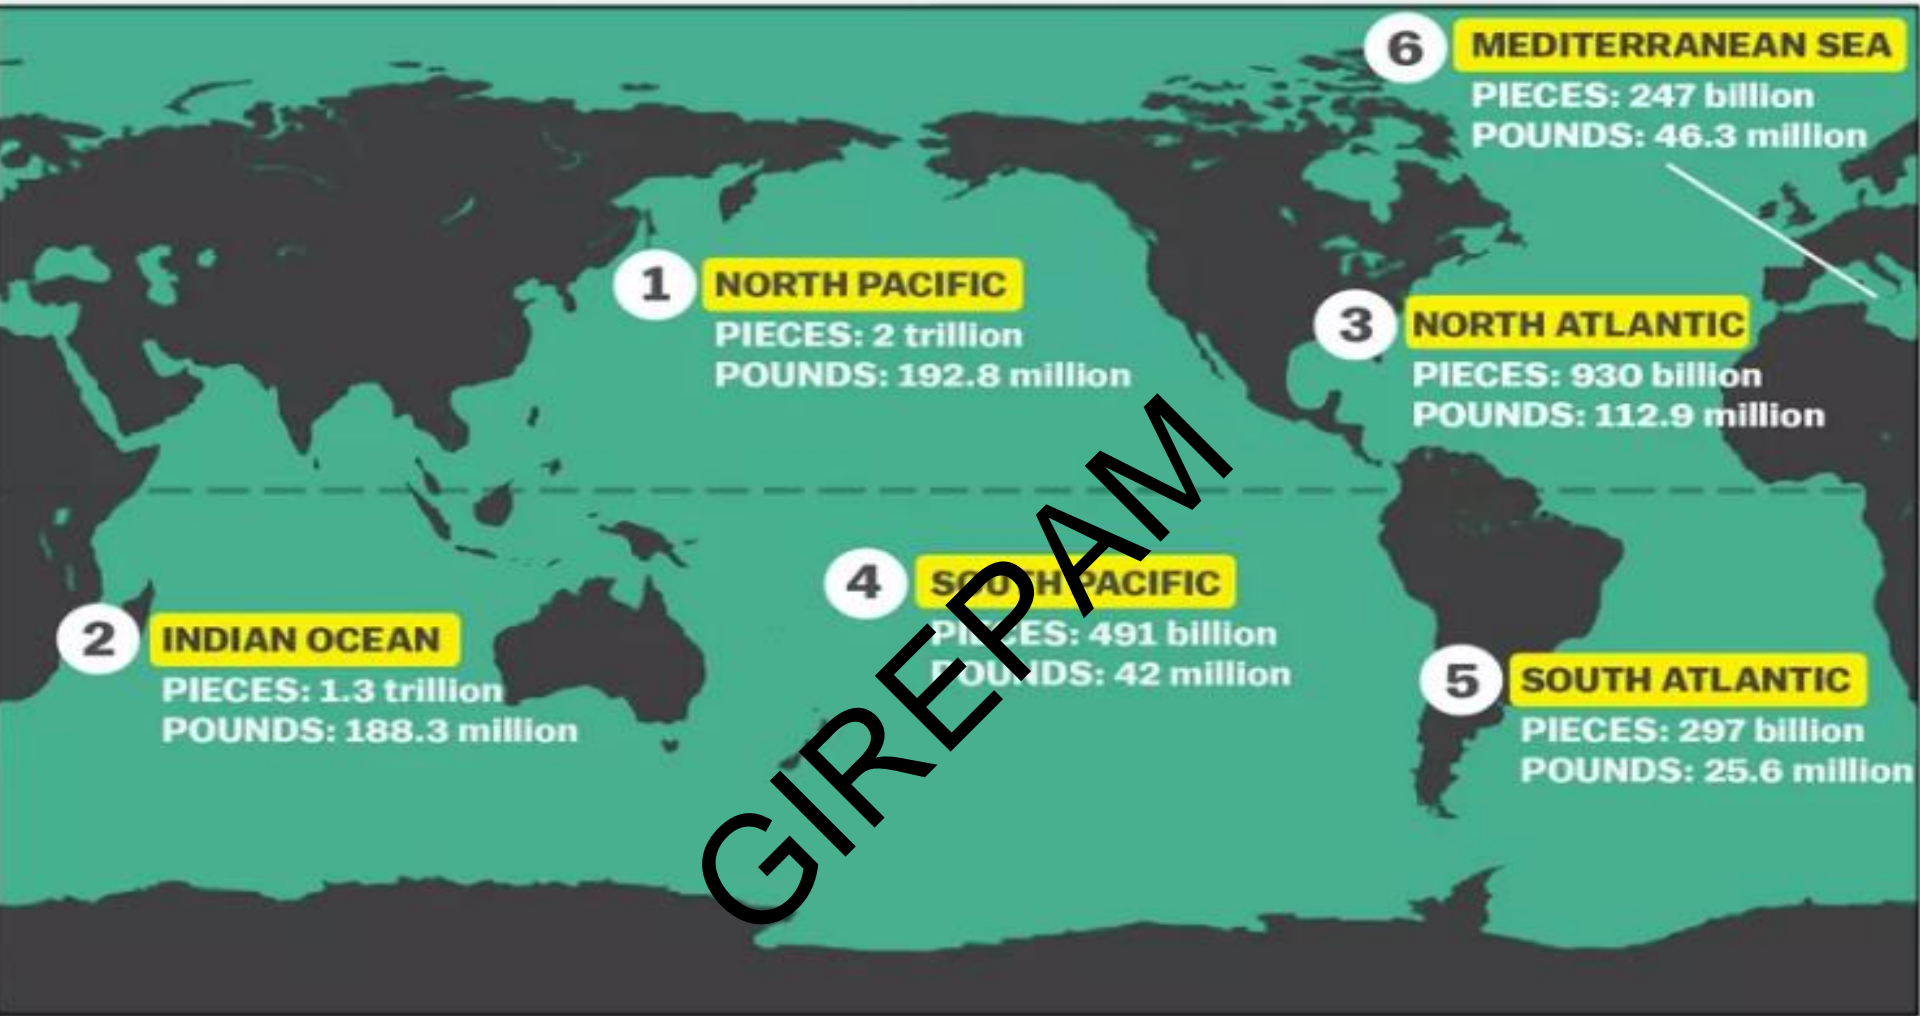 6
MEDITERRANEAN SEA
PIECES: 247 billion
POUNDS: 46.3 million
1
NORTH PACIFIC
PIECES: 2 trillion
POUNDS: 192.8 million
3
NORTH ATLANTIC
PIECES: 930 billion
POUNDS: 112.9 million
4
SOUTH PACIFIC
PIECES: 491 billion
POUNDS: 42 million
2
INDIAN OCEAN
PIECES: 1.3 trillion
POUNDS: 188.3 million
5
SOUTH ATLANTIC
PIECES: 297 billion
POUNDS: 25.6 million
GIREPAM